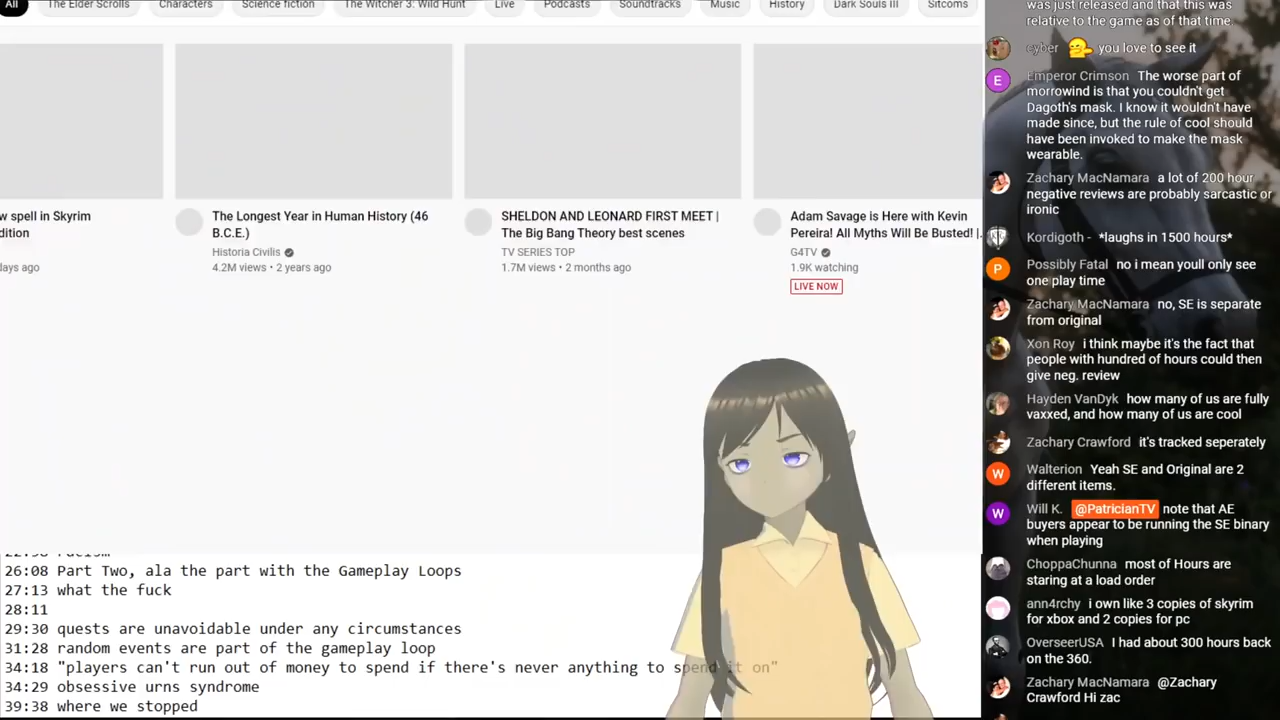 All The Elder Scrolls Characters Science fiction The Witcher 3: Wild Hunt Live Podcasts Soundtracks Music History Dark Souls III Sitcoms
w spell in Skyrim
dition
days ago
The Longest Year in Human History (46
B.C.E.)
Historia Civilis
4.2M views • 2 years ago
SHELDON AND LEONARD FIRST MEET |
The Big Bang Theory best scenes
TV SERIES TOP
1.7M views • 2 months ago
Adam Savage is Here with Kevin
Pereira! All Myths Will Be Busted! |
G4TV
1.9K watching
LIVE NOW
26:08 Part Two, ala the part with the Gameplay Loops
27:13 what the fuck
28:11
29:30 quests are unavoidable under any circumstances
31:28 random events are part of the gameplay loop
34:18 "players can't run out of money to spend if there's never anything to spend it on"
34:29 obsessive urns syndrome
39:38 where we stopped
was just released and that this was
relative to the game as of that time.
cyber you love to see it
Emperor Crimson The worse part of
morrowind is that you couldn't get
Dagoth's mask. I know it wouldn't have
made since, but the rule of cool should
have been invoked to make the mask
wearable.
Zachary MacNamara a lot of 200 hour
negative reviews are probably sarcastic or
ironic
Kordigoth - *laughs in 1500 hours*
Possibly Fatal no i mean youll only see
one play time
Zachary MacNamara no, SE is separate
from original
Xon Roy i think maybe it's the fact that
people with hundred of hours could then
give neg. review
Hayden VanDyk how many of us are fully
vaxxed, and how many of us are cool
Zachary Crawford it's tracked seperately
Walterion Yeah SE and Original are 2
different items.
Will K. @PatricianTV note that AE
buyers appear to be running the SE binary
when playing
ChoppaChunna most of Hours are
staring at a load order
ann4rchy i own like 3 copies of skyrim
for xbox and 2 copies for pc
OverseerUSA I had about 300 hours back
on the 360.
Zachary MacNamara @Zachary
Crawford Hi zac